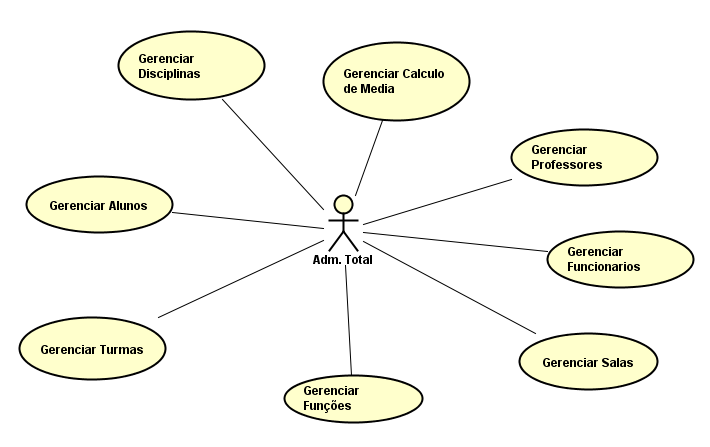 Gerenciar
Disciplinas
Gerenciar Calculo
de Media
Gerenciar
Professores
Gerenciar Alunos
Gerenciar
Funcionarios
Adm. Total
Gerenciar Turmas
Gerenciar Salas
Gerenciar
Funções